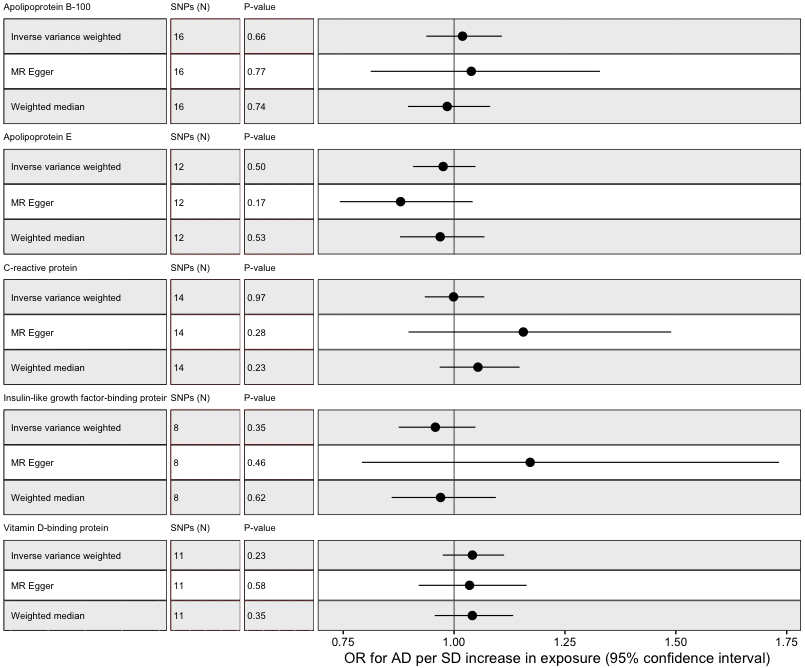 Apolipoprotein B-100 SNPs (N) P-value
Inverse variance weighted 16 0.66
MR Egger 16 0.77
Weighted median 16 0.74
Apolipoprotein E SNPs (N) P-value
Inverse variance weighted 12 0.50
MR Egger 12 0.17
Weighted median 12 0.53
C-reactive protein SNPs (N) P-value
Inverse variance weighted 14 0.97
MR Egger 14 0.28
Weighted median 14 0.23
Insulin-like growth factor-binding protein SNPs (N) P-value
Inverse variance weighted 8 0.35
MR Egger 8 0.46
Weighted median 8 0.62
Vitamin D-binding protein SNPs (N) P-value
Inverse variance weighted 11 0.23
MR Egger 11 0.58
Weighted median 11 0.35
0.75 1.00 1.25 1.50 1.75
OR for AD per SD increase in exposure (95% confidence interval)